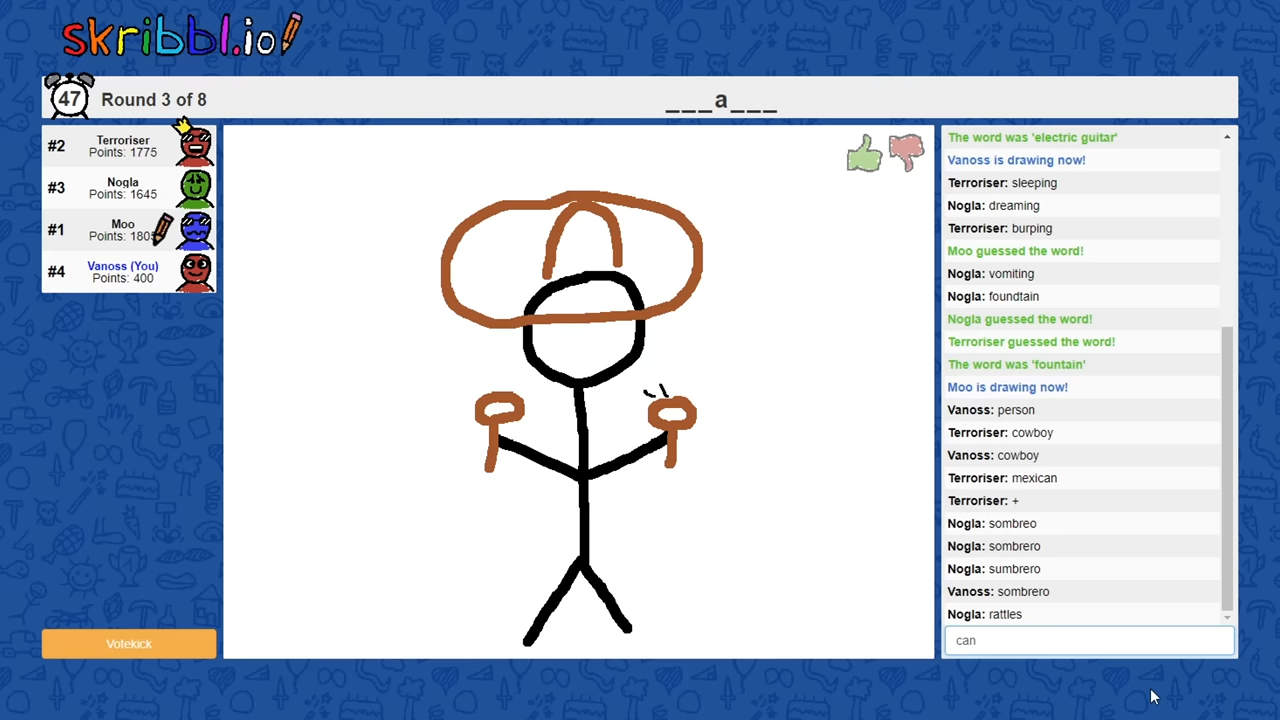 skribbl.io
47
Round 3 of 8
___a___
#2
Terroriser
Points: 1775
#3
Nogla
Points: 1645
#1
Moo
Points: 1805
#4
Vanoss (You)
Points: 400
Votekick
The word was 'electric guitar'
Vanoss is drawing now!
Terroriser: sleeping
Nogla: dreaming
Terroriser: burping
Moo guessed the word!
Nogla: vomiting
Nogla: foundtain
Nogla guessed the word!
Terroriser guessed the word!
The word was 'fountain'
Moo is drawing now!
Vanoss: person
Terroriser: cowboy
Vanoss: cowboy
Terroriser: mexican
Terroriser: +
Nogla: sombreo
Nogla: sombrero
Nogla: sumbrero
Vanoss: sombrero
Nogla: rattles
can